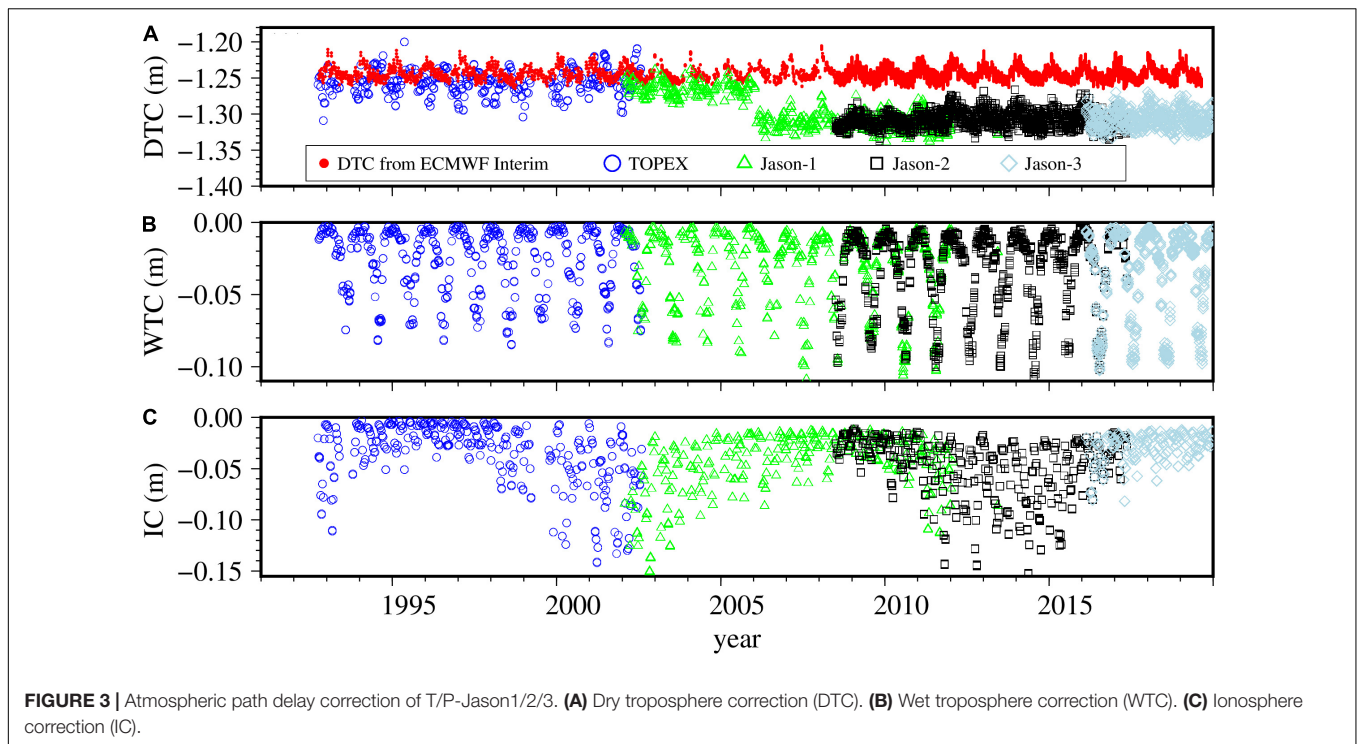 A
DTC (m)
−1.20
−1.25
−1.30
−1.35
−1.40
DTC from ECMWF Interim
TOPEX
Jason-1
Jason-2
Jason-3
B
WTC (m)
0.00
−0.05
−0.10
C
IC (m)
0.00
−0.05
−0.10
−0.15
1995 2000 2005 2010 2015
year
FIGURE 3 | Atmospheric path delay correction of T/P-Jason1/2/3. (A) Dry troposphere correction (DTC). (B) Wet troposphere correction (WTC). (C) Ionosphere
correction (IC).